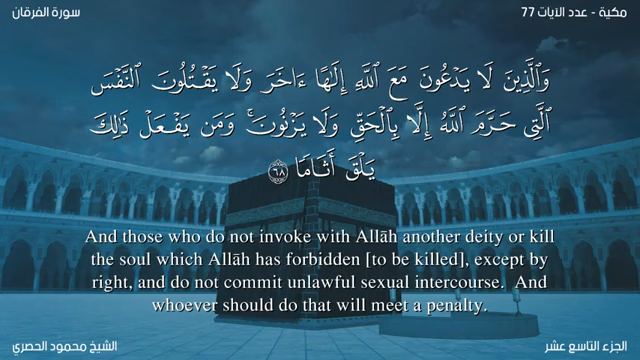 مكية - عدد الآيات 77
سورة الفرقان
وَٱلَّذِينَ لَا يَدْعُونَ مَعَ ٱللَّهِ إِلَٰهًا ءَاخَرَ وَلَا يَقْتُلُونَ ٱلنَّفْسَ
ٱلَّتِى حَرَّمَ ٱللَّهُ إِلَّا بِٱلْحَقِّ وَلَا يَزْنُونَ ۚ وَمَن يَفْعَلْ ذَٰلِكَ
يَلْقَ أَثَامًا ٦٨
And those who do not invoke with Allāh another deity or kill
the soul which Allāh has forbidden [to be killed], except by
right, and do not commit unlawful sexual intercourse. And
whoever should do that will meet a penalty.
الجزء التاسع عشر
الشيخ محمود الحصري